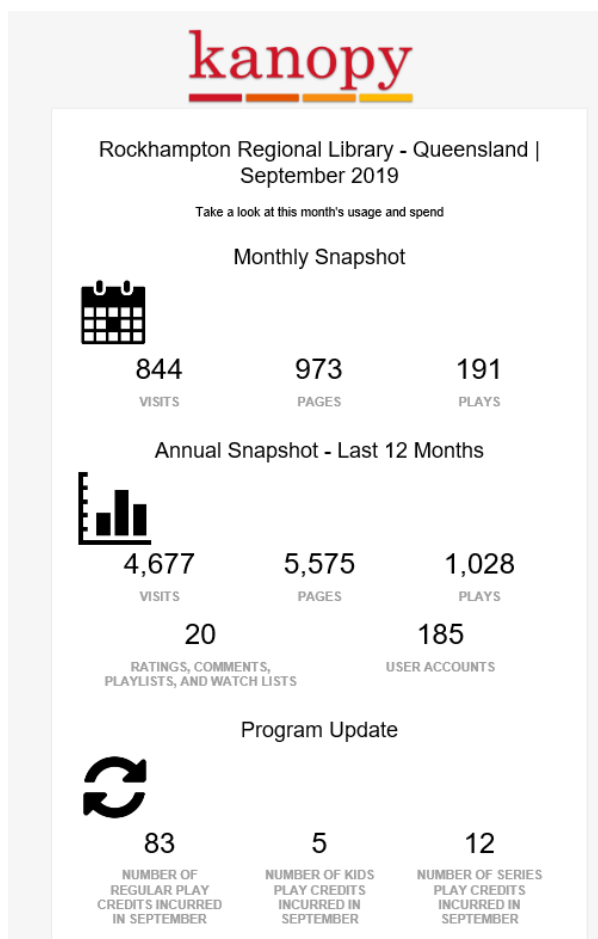 kanopy
Rockhampton Regional Library - Queensland |
September 2019
Take a look at this month's usage and spend
Monthly Snapshot
844 973 191
VISITS PAGES PLAYS
Annual Snapshot - Last 12 Months
4,677 5,575 1,028
VISITS PAGES PLAYS
20 185
RATINGS, COMMENTS,
PLAYLISTS, AND WATCH LISTS
USER ACCOUNTS
Program Update
83
NUMBER OF
REGULAR PLAY
CREDITS INCURRED
IN SEPTEMBER
5
NUMBER OF KIDS
PLAY CREDITS
INCURRED IN
SEPTEMBER
12
NUMBER OF SERIES
PLAY CREDITS
INCURRED IN
SEPTEMBER